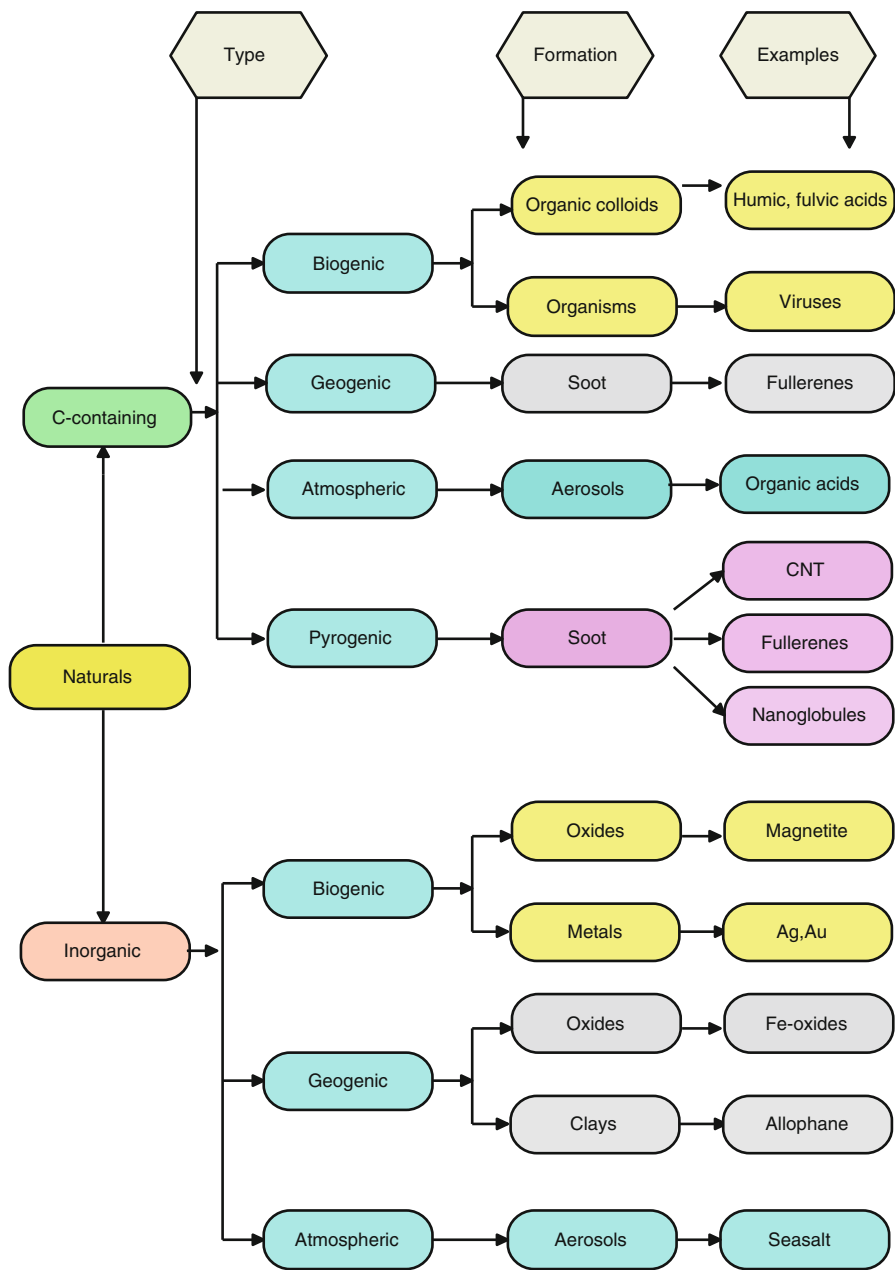 Type
Formation
Examples
Organic colloids
Humic, fulvic acids
Biogenic
Organisms
Viruses
Geogenic
Soot
Fullerenes
C-containing
Atmospheric
Aerosols
Organic acids
CNT
Pyrogenic
Soot
Fullerenes
Naturals
Nanoglobules
Oxides
Magnetite
Biogenic
Metals
Ag,Au
Inorganic
Oxides
Fe-oxides
Geogenic
Clays
Allophane
Atmospheric
Aerosols
Seasalt